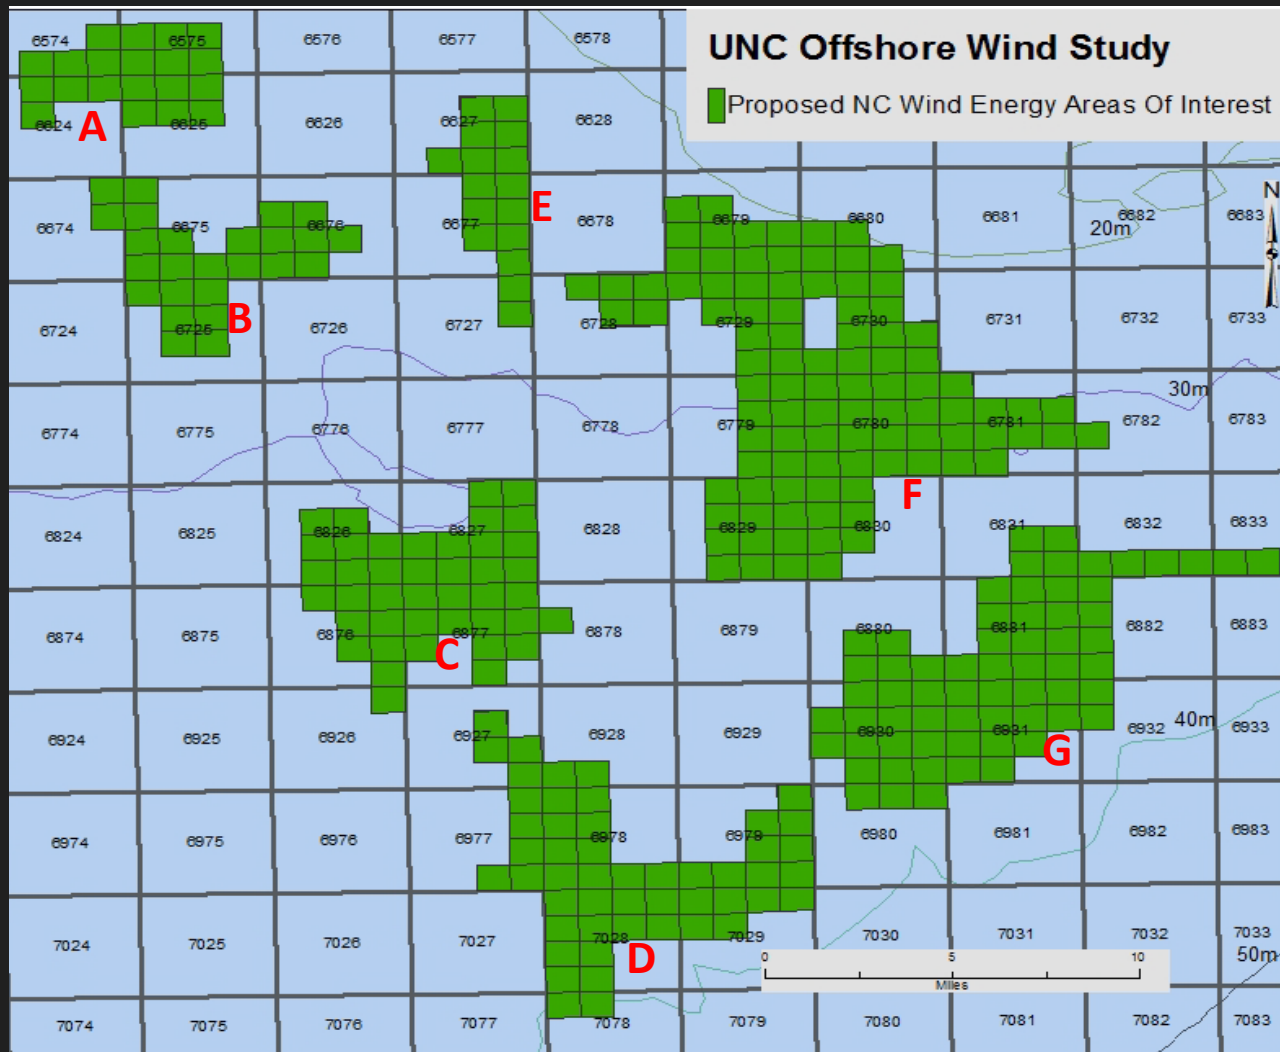 UNC Offshore Wind Study
Proposed NC Wind Energy Areas Of Interest
6574 6575 6576 6577 6578
6624 A 6625 6626 6627 6628
N
6674 6675 6676 6677 E 6678 6679 6680 6681 6682 6683
20m
6724 6725 B 6726 6727 6728 6729 6730 6731 6732 6733
30m
6774 6775 6776 6777 6778 6779 6780 6781 6782 6783
F
6824 6825 6826 6827 6828 6829 6830 6831 6832 6833
6874 6875 6876 6877 6878 6879 6880 6881 6882 6883
C
6924 6925 6926 6927 6928 6929 6930 6931 6932 6933
40m
G
6974 6975 6976 6977 6978 6979 6980 6981 6982 6983
7024 7025 7026 7027 7028 7029 7030 7031 7032 7033
50m
D
0 5 10
Miles
7074 7075 7076 7077 7078 7079 7080 7081 7082 7083